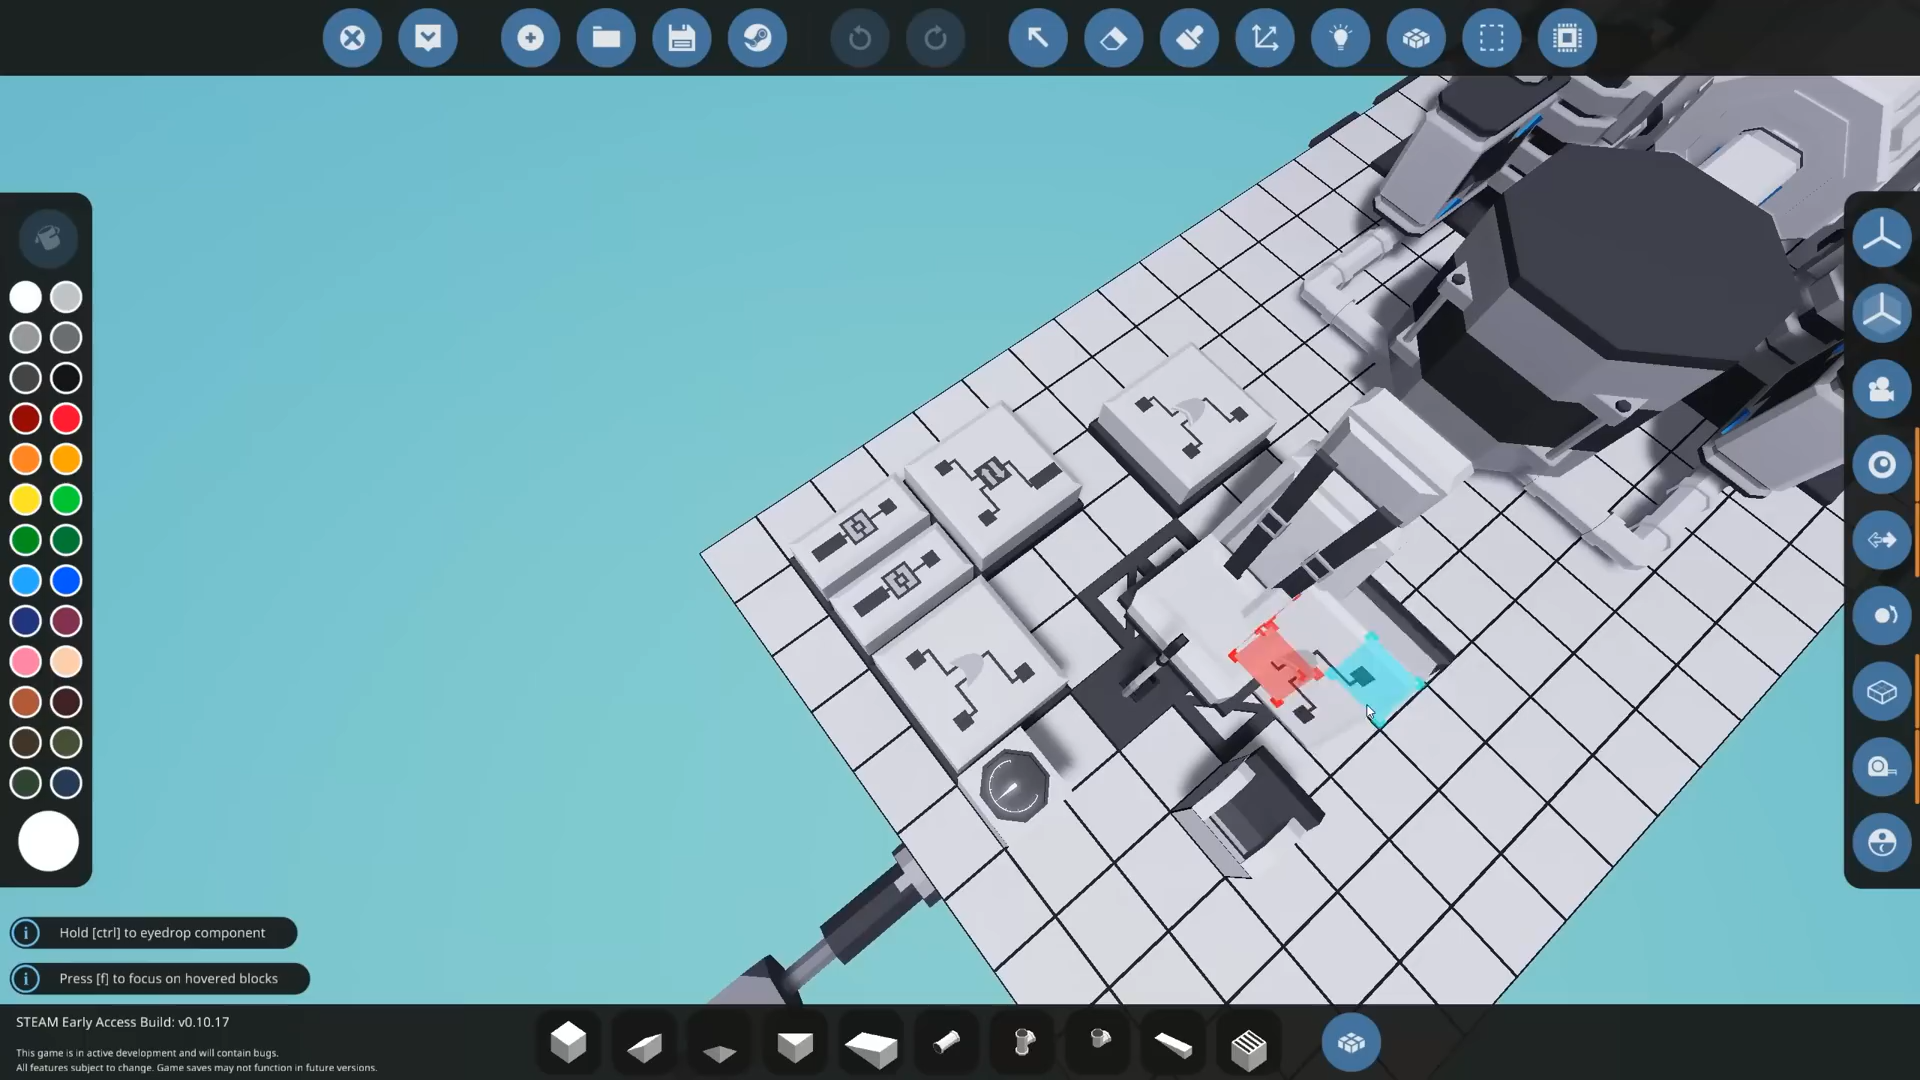 Hold [ctrl] to eyedrop component
Press [f] to focus on hovered blocks
STEAM Early Access Build: v0.10.17
This game is in active development and will contain bugs.
All features subject to change. Game saves may not function in future versions.